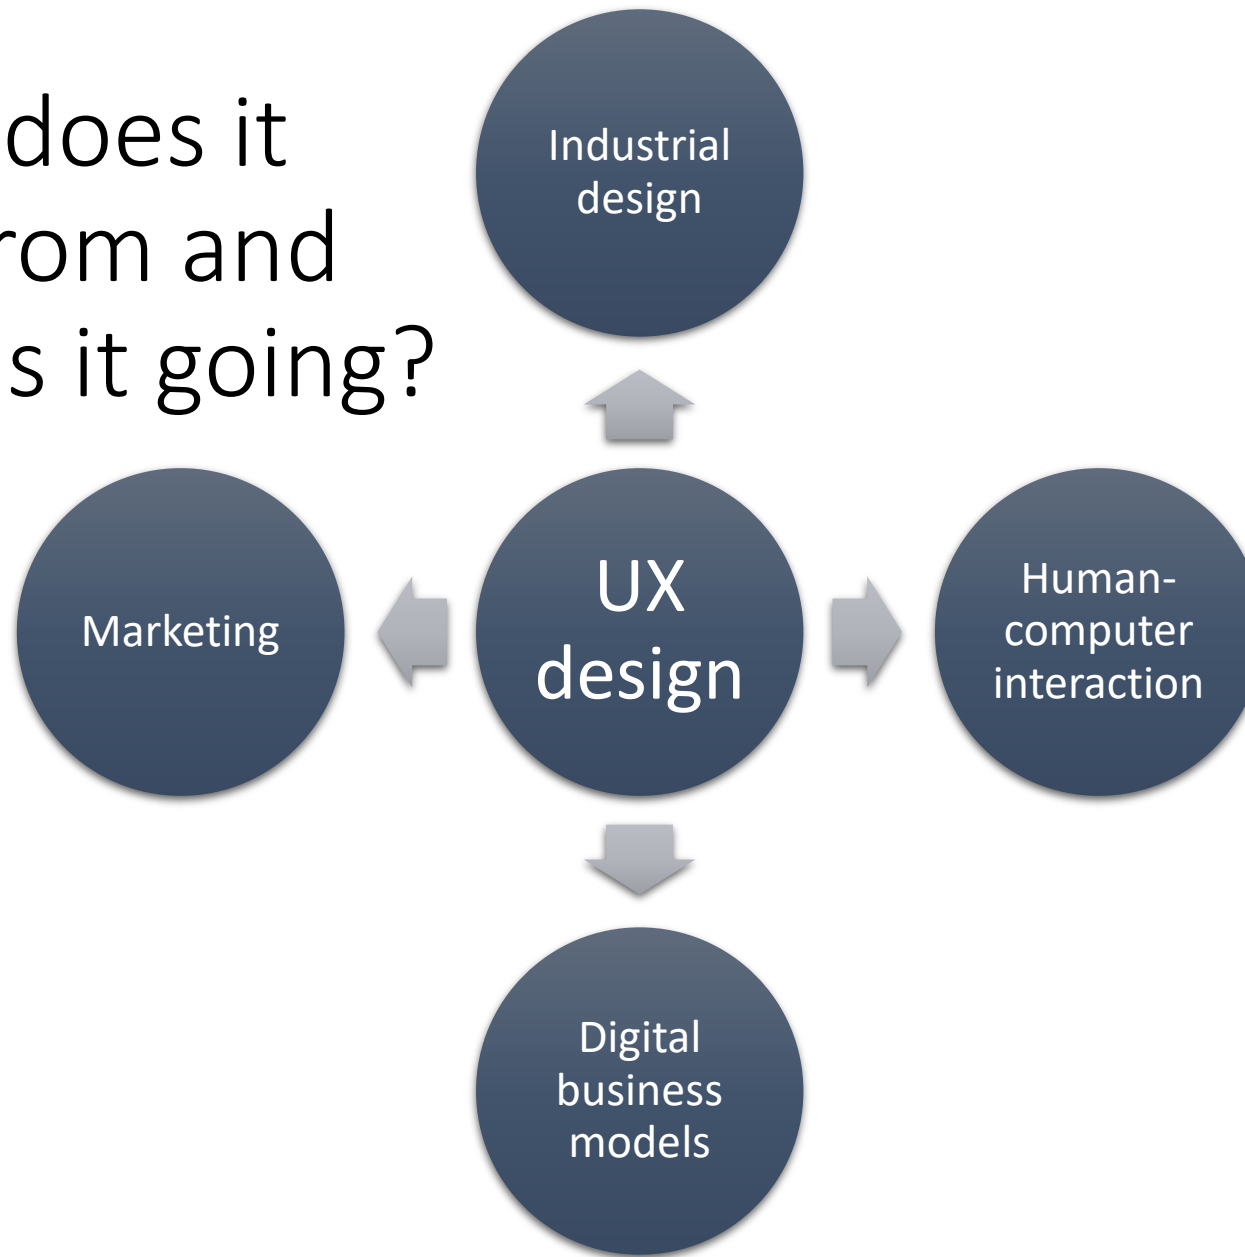 does it
rom and
s it going?
Industrial
design
Marketing
UX
design
Human-
computer
interaction
Digital
business
models